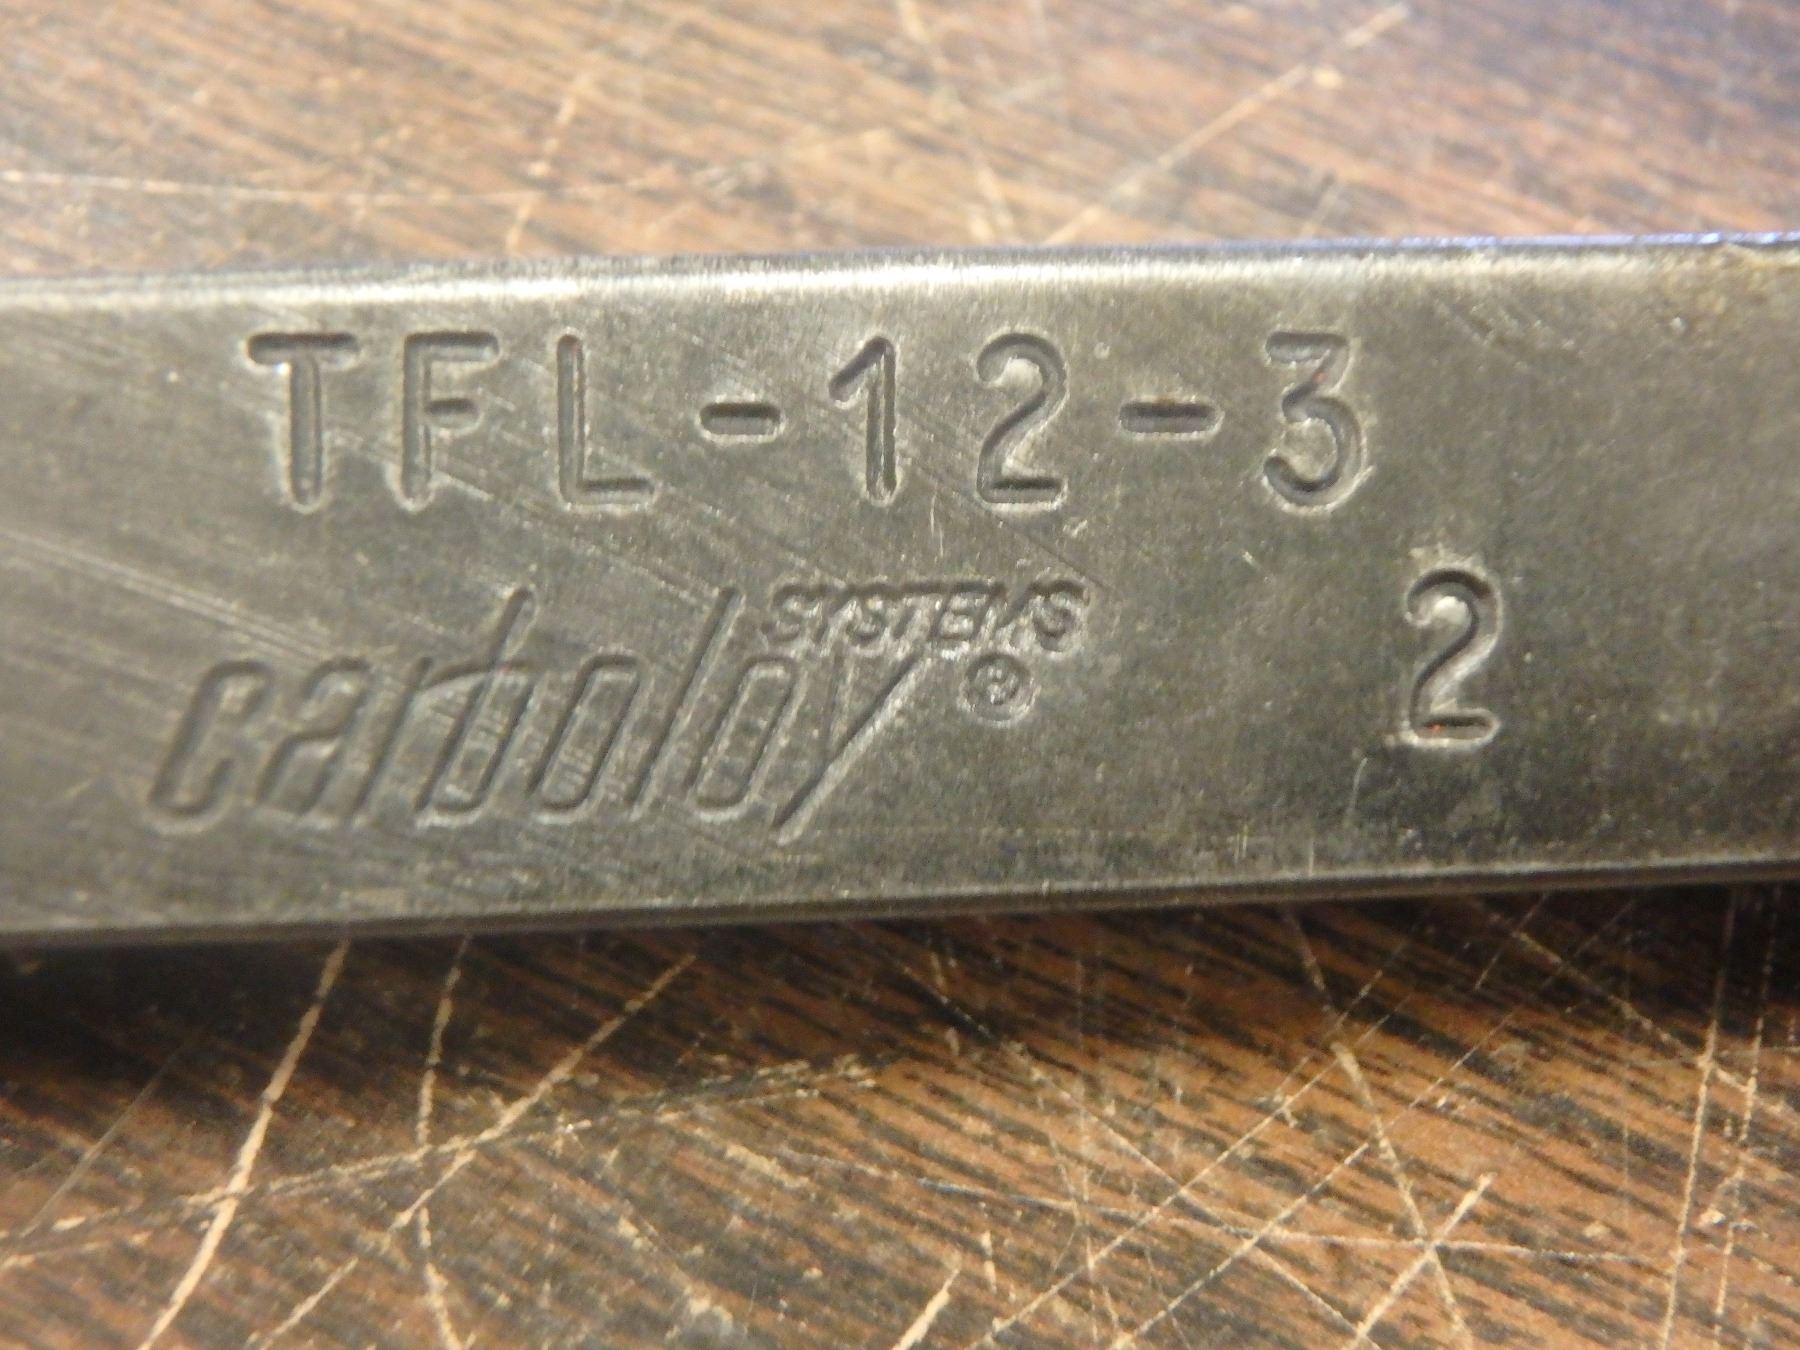 TFL-12-3
SYSTEMS
carboloy ®
2